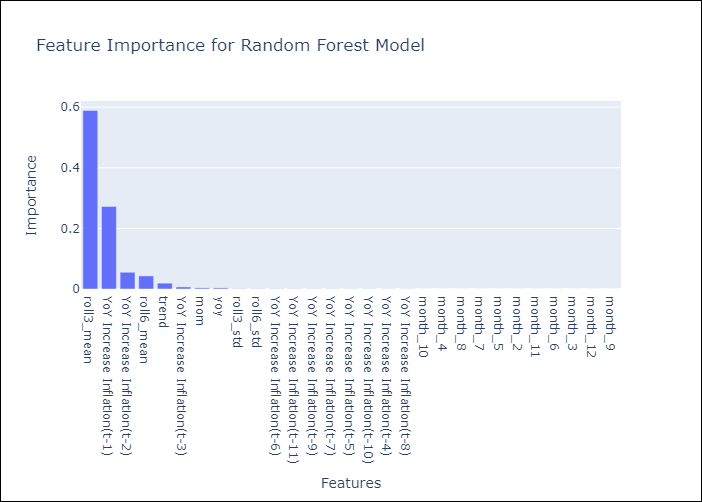 Feature Importance for Random Forest Model
Importance
0.6
0.4
0.2
0
roll3_mean
YoY Increase Inflation(t-1)
YoY Increase Inflation(t-2)
roll6_mean
trend
YoY Increase Inflation(t-3)
mom
yoy
roll3_std
roll6_std
YoY Increase Inflation(t-6)
YoY Increase Inflation(t-11)
YoY Increase Inflation(t-9)
YoY Increase Inflation(t-7)
YoY Increase Inflation(t-5)
YoY Increase Inflation(t-10)
YoY Increase Inflation(t-4)
YoY Increase Inflation(t-8)
month_10
month_4
month_8
month_7
month_5
month_2
month_11
month_6
month_3
month_12
month_9
Features